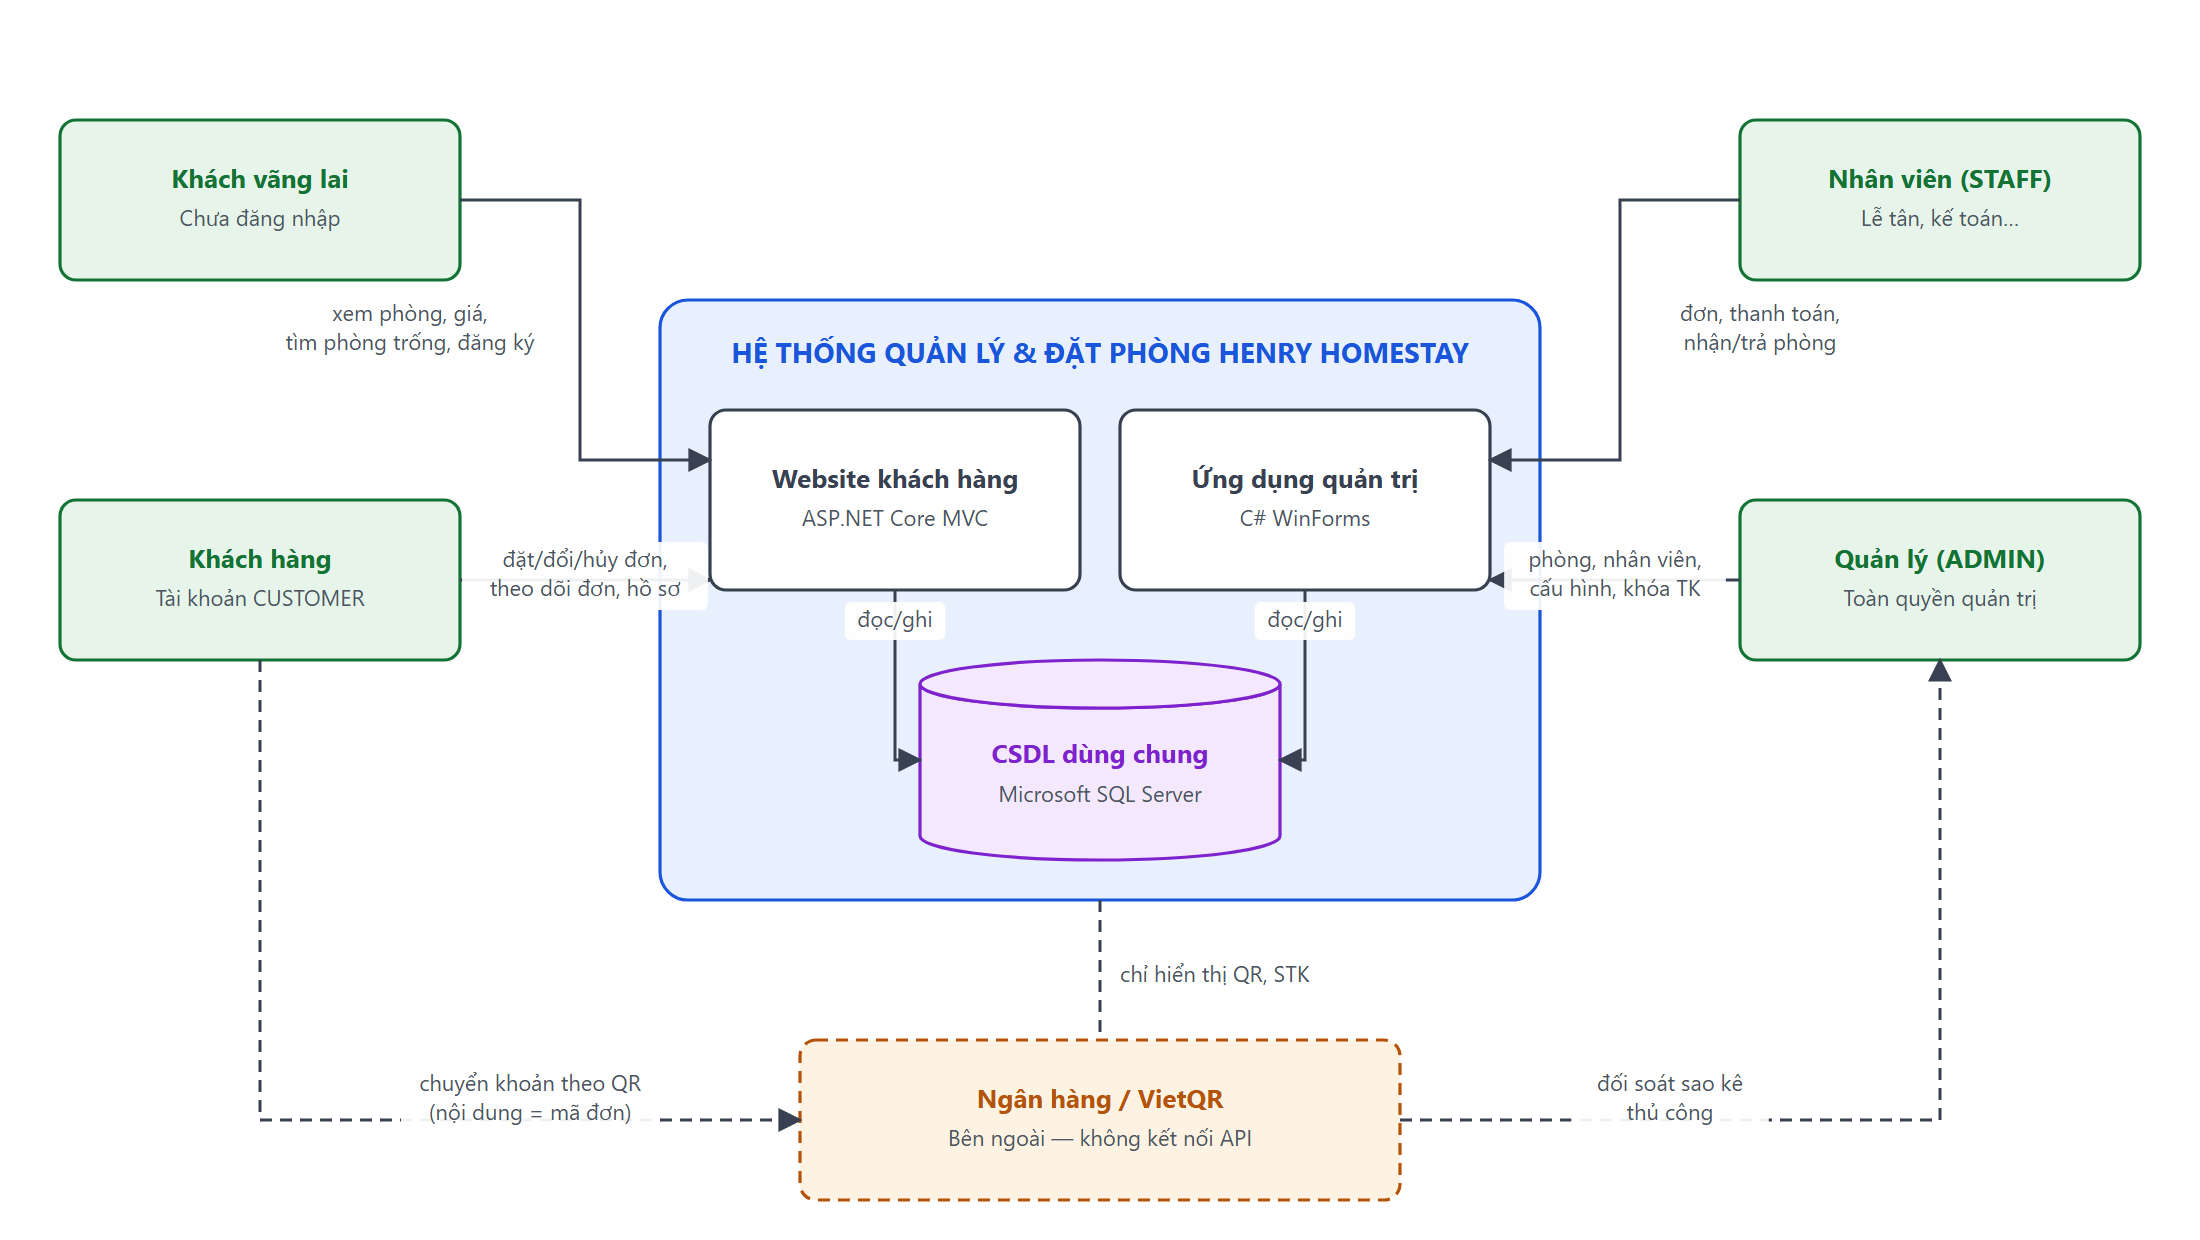 Khách vãng lai
Chưa đăng nhập
Nhân viên (STAFF)
Lễ tân, kế toán...
xem phòng, giá,
tìm phòng trống, đăng ký
đơn, thanh toán,
nhận/trả phòng
HỆ THỐNG QUẢN LÝ & ĐẶT PHÒNG HENRY HOMESTAY
Website khách hàng
ASP.NET Core MVC
Ứng dụng quản trị
C# WinForms
Khách hàng
Tài khoản CUSTOMER
đặt/đổi/hủy đơn,
theo dõi đơn, hồ sơ
phòng, nhân viên,
cấu hình, khóa TK
Quản lý (ADMIN)
Toàn quyền quản trị
đọc/ghi
đọc/ghi
CSDL dùng chung
Microsoft SQL Server
chỉ hiển thị QR, STK
chuyển khoản theo QR
(nội dung = mã đơn)
Ngân hàng / VietQR
Bên ngoài — không kết nối API
đối soát sao kê
thủ công